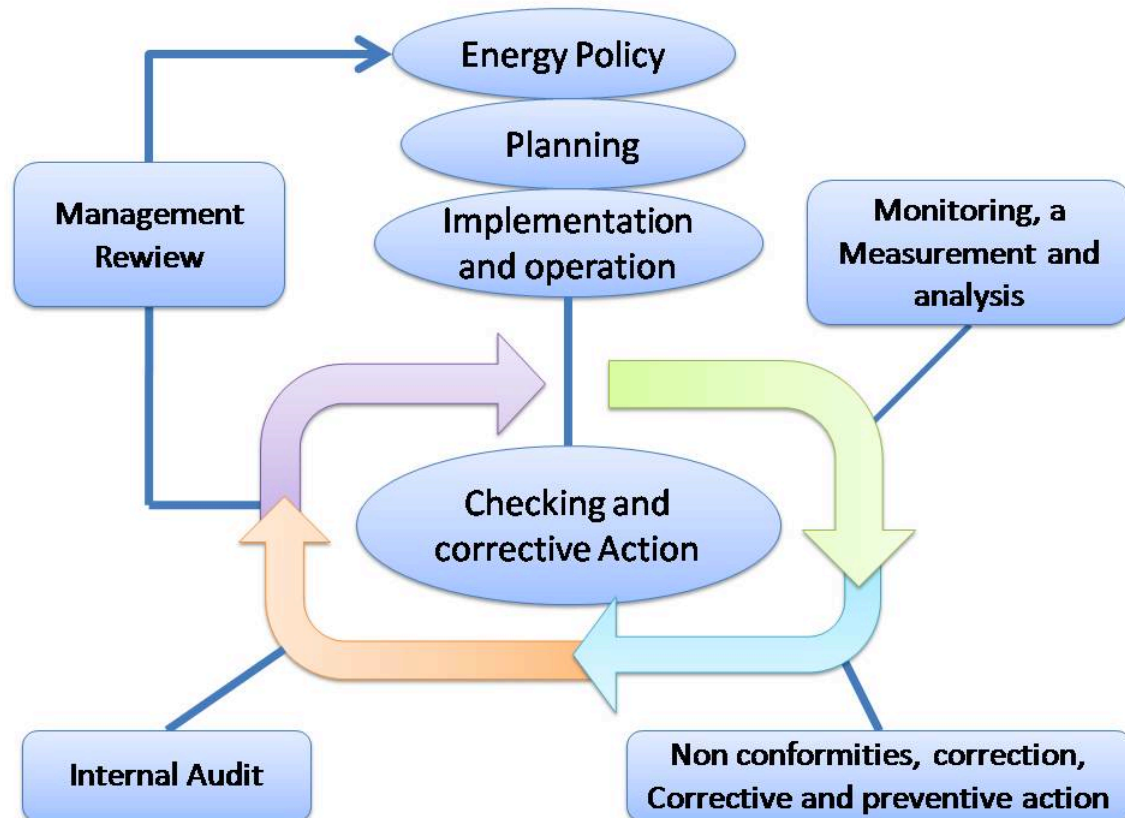 Energy Policy
Planning
Implementation
and operation
Management
Rewiew
Monitoring, a
Measurement and
analysis
Checking and
corrective Action
Internal Audit
Non conformities, correction,
Corrective and preventive action